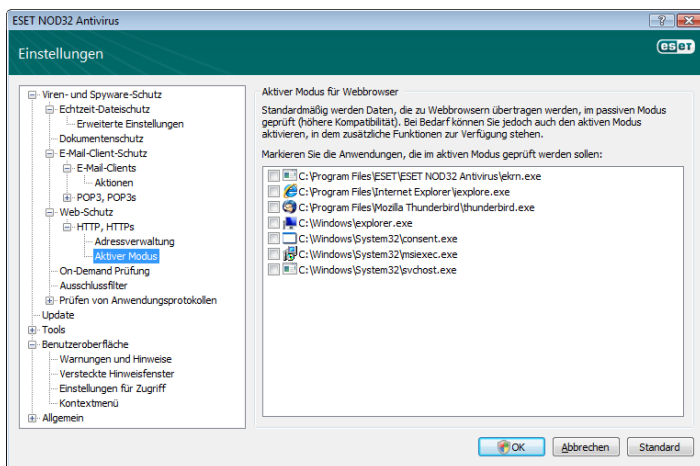 ESET NOD32 Antivirus
Einstellungen
eset
Viren- und Spyware-Schutz
Echtzeit-Dateischutz
Erweiterte Einstellungen
Dokumentenschutz
E-Mail-Client-Schutz
E-Mail-Clients
Aktionen
POP3, POP3s
Web-Schutz
HTTP, HTTPs
Adressverwaltung
Aktiver Modus
On-Demand Prüfung
Ausschlussfilter
Prüfen von Anwendungsprotokollen
Update
Tools
Benutzeroberfläche
Warnungen und Hinweise
Versteckte Hinweisfenster
Einstellungen für Zugriff
Kontextmenü
Allgemein
Aktiver Modus für Webbrowser
Standardmäßig werden Daten, die zu Webbrowsern übertragen werden, im passiven Modus
geprüft (höhere Kompatibilität). Bei Bedarf können Sie jedoch auch den aktiven Modus
aktivieren, in dem zusätzliche Funktionen zur Verfügung stehen.
Markieren Sie die Anwendungen, die im aktiven Modus geprüft werden sollen:
C:\Program Files\ESET\ESET NOD32 Antivirus\ekrn.exe
C:\Program Files\Internet Explorer\iexplore.exe
C:\Program Files\Mozilla Thunderbird\thunderbird.exe
C:\Windows\explorer.exe
C:\Windows\System32\consent.exe
C:\Windows\System32\msiexec.exe
C:\Windows\System32\svchost.exe
OK
Abbrechen
Standard